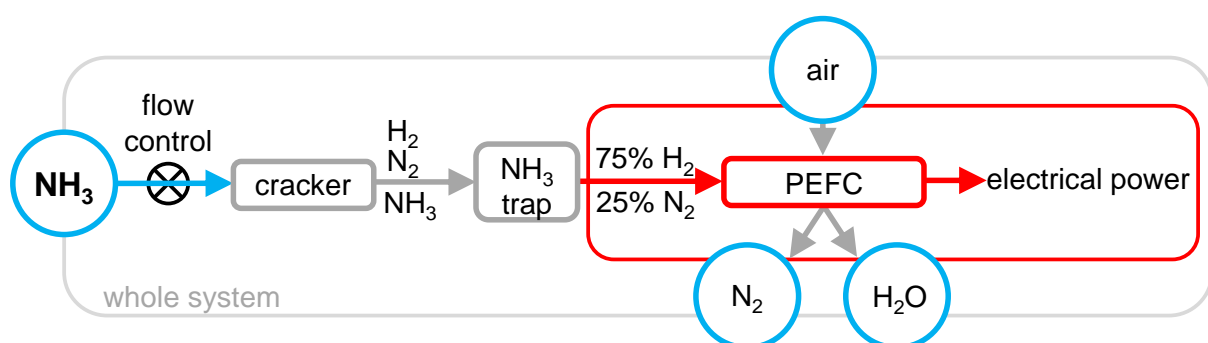 air
flow
control
H₂
N₂
NH₃
NH₃
cracker
NH₃
trap
75% H₂
25% N₂
PEFC
electrical power
whole system
N₂
H₂O